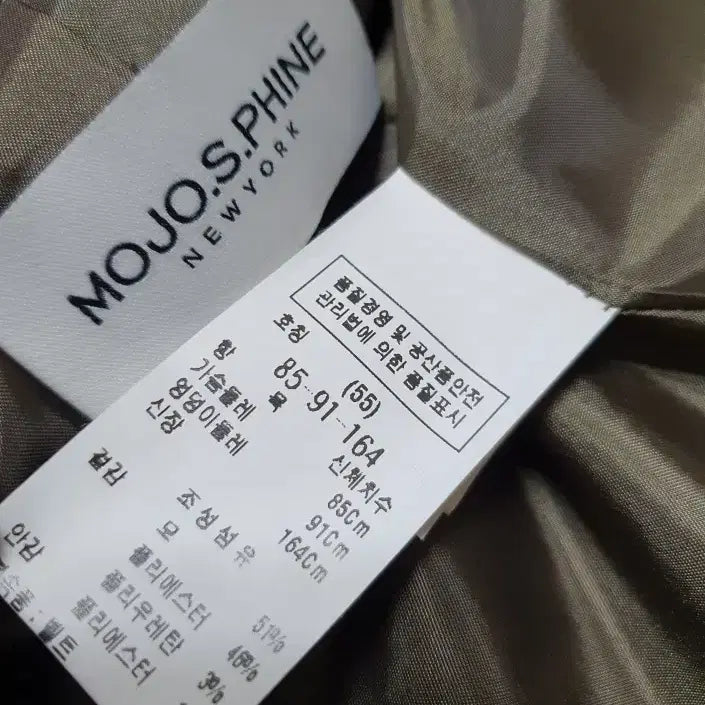 MOJO.S.PHINE
NEW YORK
품질경영 및 공산품안전
관리법에 의한 품질표시
호칭 (55)
85-91-164
항 목 신체치수
가슴둘레 85Cm
엉덩이둘레 91Cm
신장 164Cm
조성섬유
겉감 모 51%
폴리에스터 46%
폴리우레탄 3%
안감 폴리에스터
속품 : 벨트